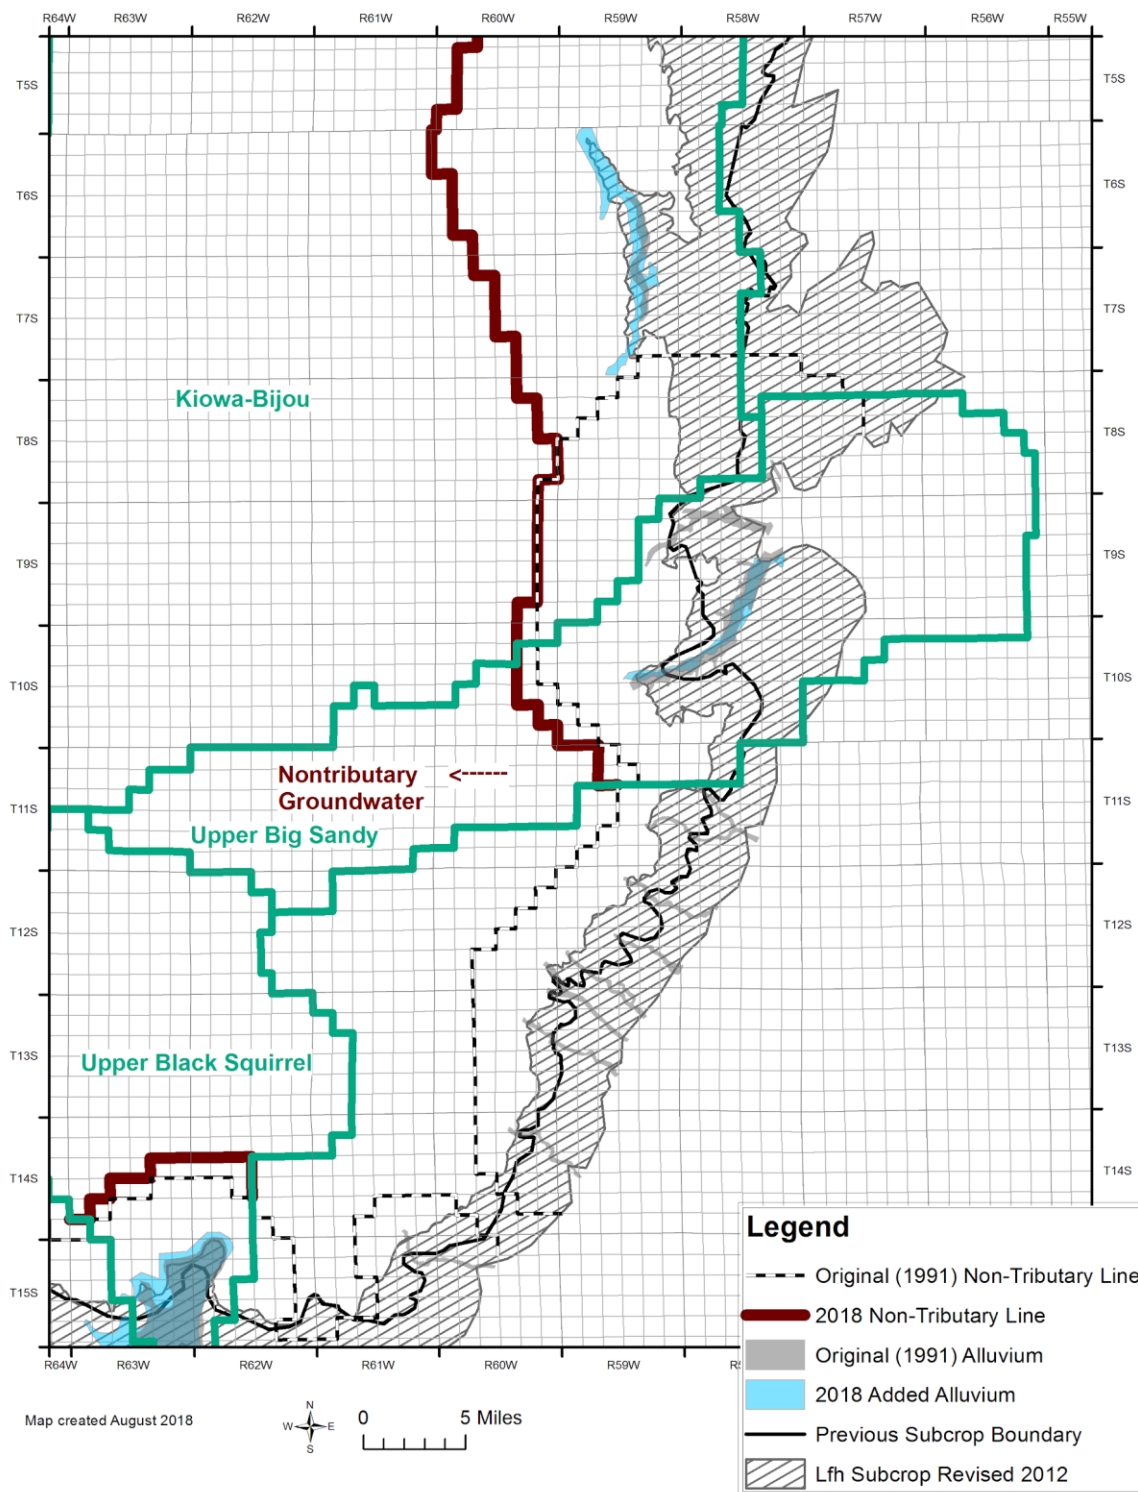 R64W R63W R62W R61W R60W R59W R58W R57W R56W R55W
T5S T5S
T6S T6S
T7S T7S
Kiowa-Bijou
T8S T8S
T9S T9S
T10S T10S
Nontributary
Groundwater
T11S T11S
Upper Big Sandy
T12S T12S
T13S T13S
Upper Black Squirrel
T14S T14S
T15S
R64W R63W R62W R61W R60W R59W
Legend
Original (1991) Non-Tributary Line
2018 Non-Tributary Line
Original (1991) Alluvium
2018 Added Alluvium
Previous Subcrop Boundary
Lfh Subcrop Revised 2012
Map created August 2018
N
W E
S
0 5 Miles